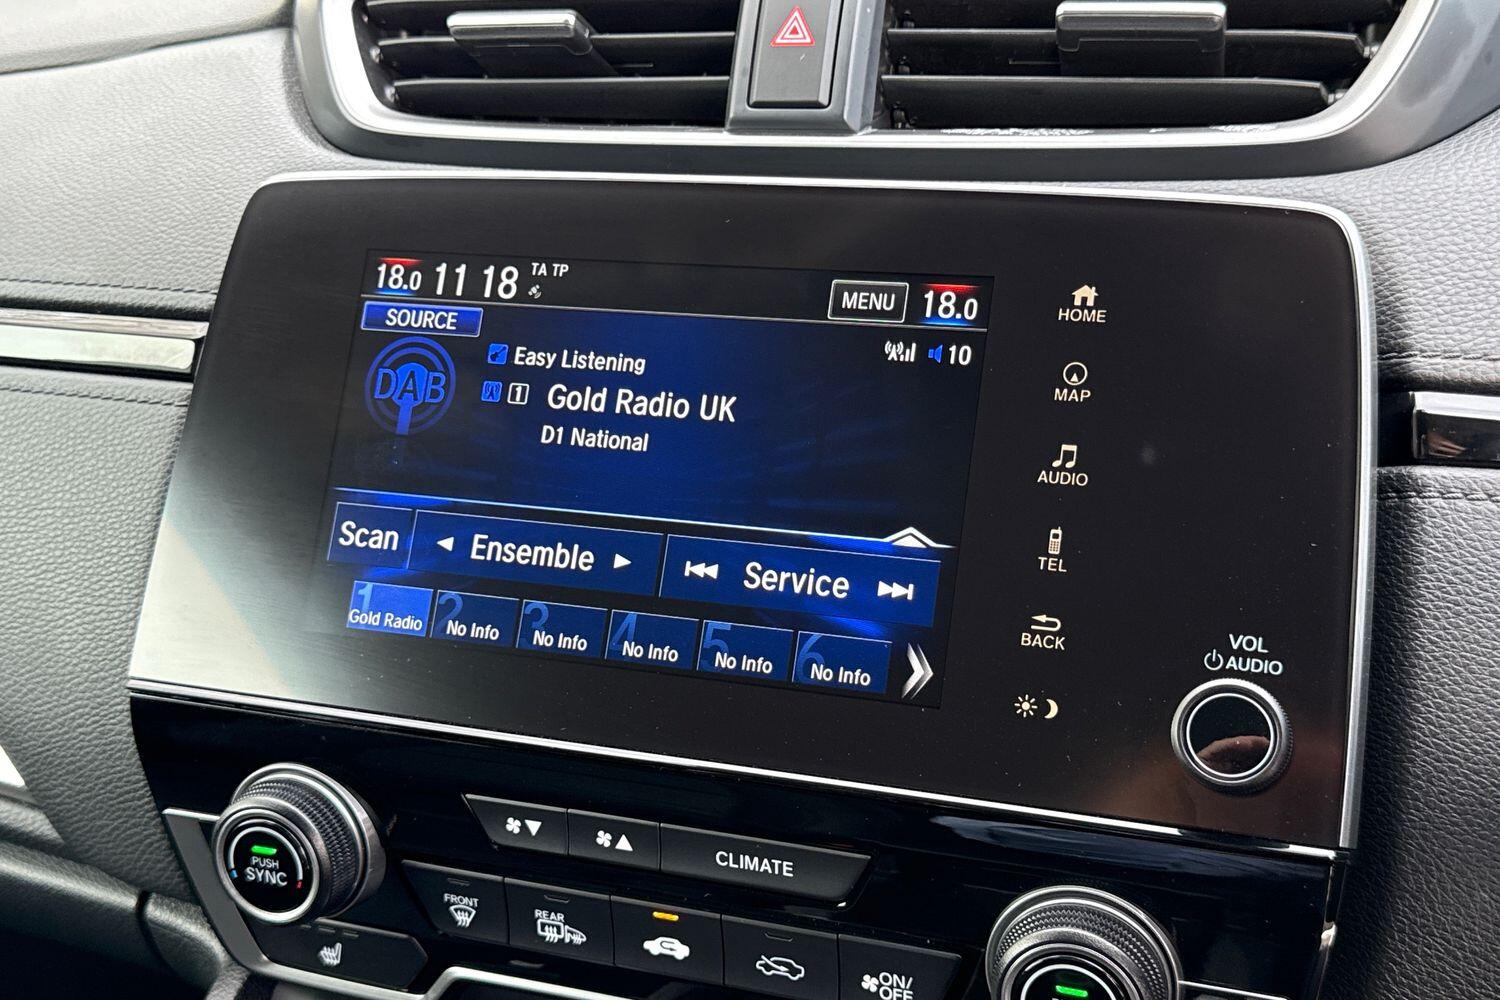 18.0 11 18 TA TP MENU 18.0
SOURCE
DAB
Easy Listening
10
1 Gold Radio UK
D1 National
Scan Ensemble Service
1 Gold Radio
2 No Info
3 No Info
4 No Info
5 No Info
6 No Info
HOME
MAP
AUDIO
TEL
BACK
VOL
AUDIO
PUSH
SYNC
CLIMATE
FRONT
REAR
ON/
OFF